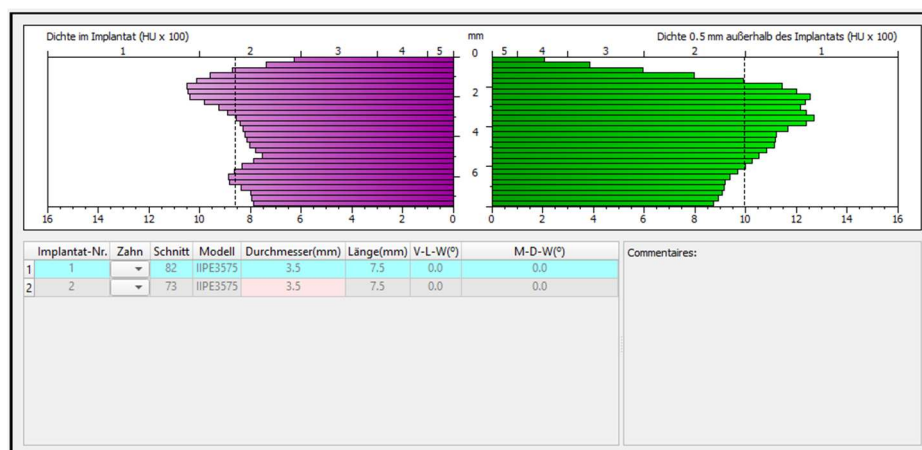 Dichte im Implantat (HU x 100)
mm
Dichte 0.5 mm außerhalb des Implantats (HU x 100)
1 2 3 4 5
0
5 4 3 2 1
2
4
6
16 14 12 10 8 6 4 2 0
0 2 4 6 8 10 12 14 16
Implantat-Nr. Zahn Schnitt Modell Durchmesser(mm) Länge(mm) V-L-W(º) M-D-W(º)
1 1 82 IIPE3575 3.5 7.5 0.0 0.0
2 2 73 IIPE3575 3.5 7.5 0.0 0.0
Commentaires: